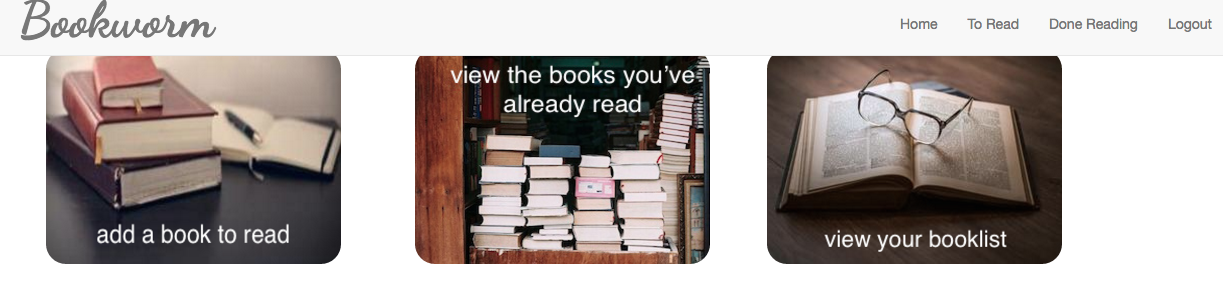 Bookworm
Home To Read Done Reading Logout
view the books you've
already read
add a book to read
view your booklist